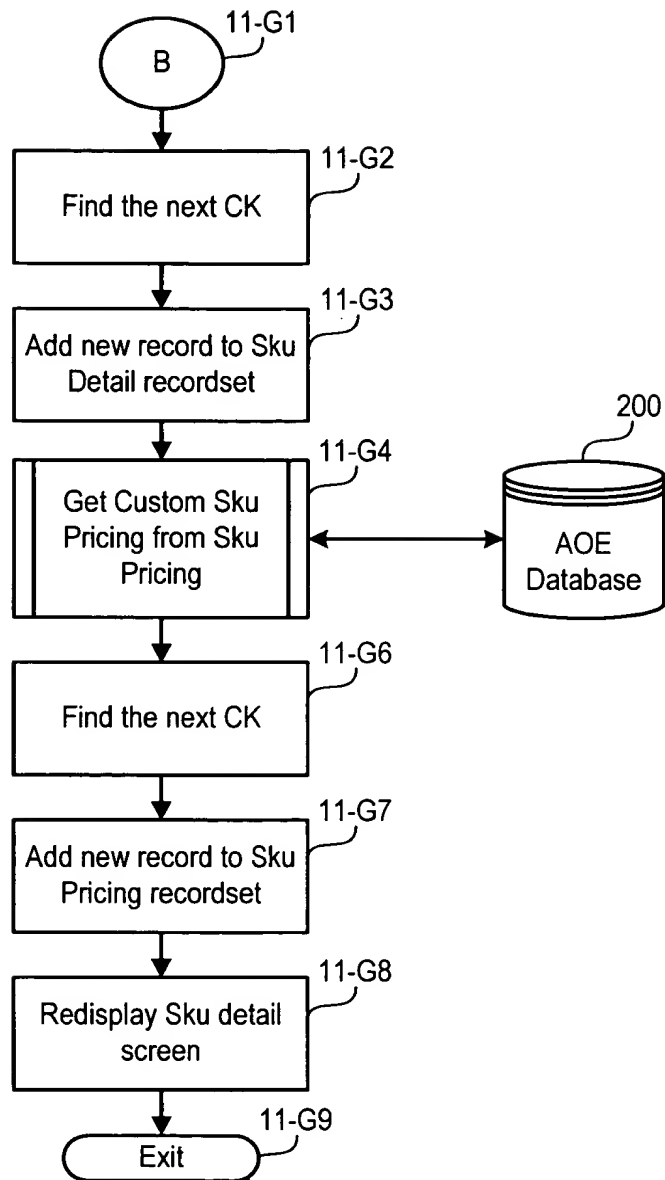 11-G1
B
11-G2
Find the next CK
11-G3
Add new record to Sku
Detail recordset
11-G4
Get Custom Sku
Pricing from Sku
Pricing
200
AOE
Database
11-G6
Find the next CK
11-G7
Add new record to Sku
Pricing recordset
11-G8
Redisplay Sku detail
screen
11-G9
Exit